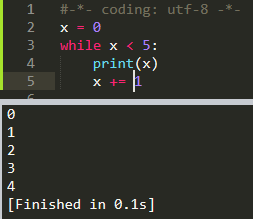 1 #-*- coding: utf-8 -*-
2 x = 0
3 while x < 5:
4     print(x)
5     x += 1
0
1
2
3
4
[Finished in 0.1s]